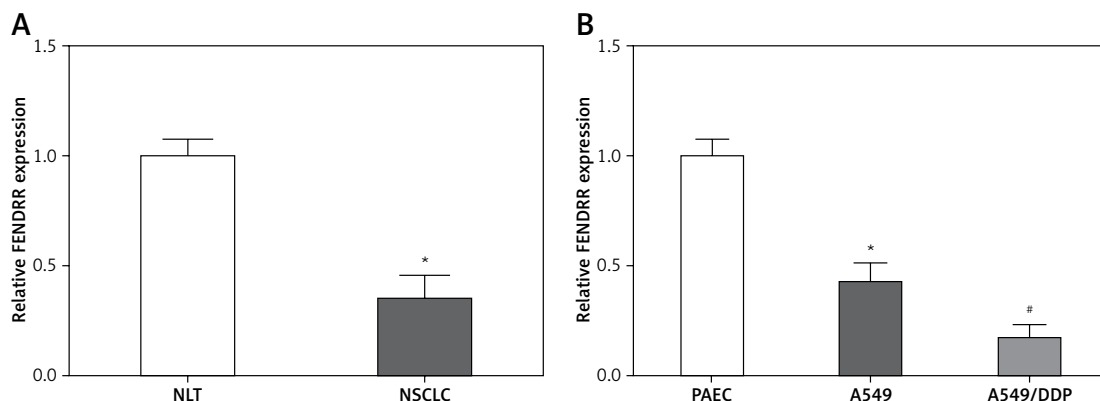 A
Relative FENDRR expression
1.5
1.0
0.5
0.0
*
NLT
NSCLC
B
Relative FENDRR expression
1.5
1.0
0.5
0.0
*
#
PAEC
A549
A549/DDP